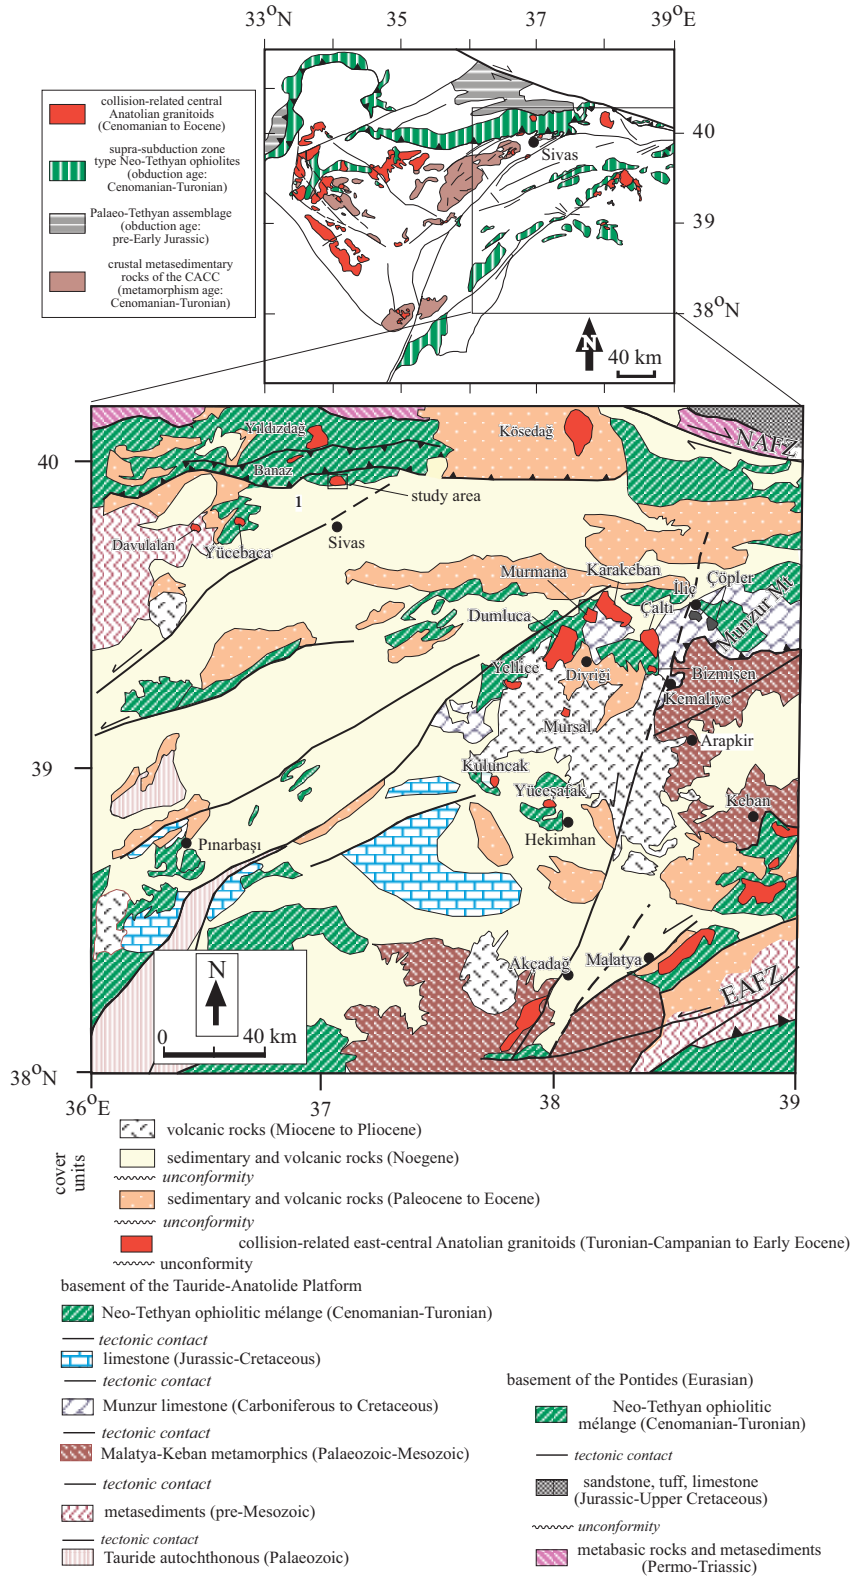 33°N
35
37
39°E
collision-related central
Anatolian granitoids
(Cenomanian to Eocene)
supra-subduction zone
type Neo-Tethyan ophiolites
(obduction age:
Cenomanian-Turonian)
Palaeo-Tethyan assemblage
(obduction age:
pre-Early Jurassic)
crustal metasedimentary
rocks of the CACC
(metamorphism age:
Cenomanian-Turonian)
Sivas
40
39
38°N
N
40 km
Yıldızdağ
Kösedağ
NAFZ
40
Banaz
study area
1
Davulalan
Yücebaca
Sivas
Murmana
Karakeban
İliç
Çöpler
Dumluca
Çaltı
Munzur Mt
Yellice
Divriği
Bizmişen
Kemaliye
Mursal
Arapkir
39
Kuluncak
Yüceşafak
Keban
Hekimhan
Pınarbaşı
Akçadağ
Malatya
EAFZ
N
0
40 km
38°N
36°E
37
38
39
cover
units
volcanic rocks (Miocene to Pliocene)
sedimentary and volcanic rocks (Noegene)
unconformity
sedimentary and volcanic rocks (Paleocene to Eocene)
unconformity
collision-related east-central Anatolian granitoids (Turonian-Campanian to Early Eocene)
unconformity
basement of the Tauride-Anatolide Platform
Neo-Tethyan ophiolitic mélange (Cenomanian-Turonian)
tectonic contact
limestone (Jurassic-Cretaceous)
tectonic contact
Munzur limestone (Carboniferous to Cretaceous)
tectonic contact
Malatya-Keban metamorphics (Palaeozoic-Mesozoic)
tectonic contact
metasediments (pre-Mesozoic)
tectonic contact
Tauride autochthonous (Palaeozoic)
basement of the Pontides (Eurasian)
Neo-Tethyan ophiolitic
mélange (Cenomanian-Turonian)
tectonic contact
sandstone, tuff, limestone
(Jurassic-Upper Cretaceous)
unconformity
metabasic rocks and metasediments
(Permo-Triassic)